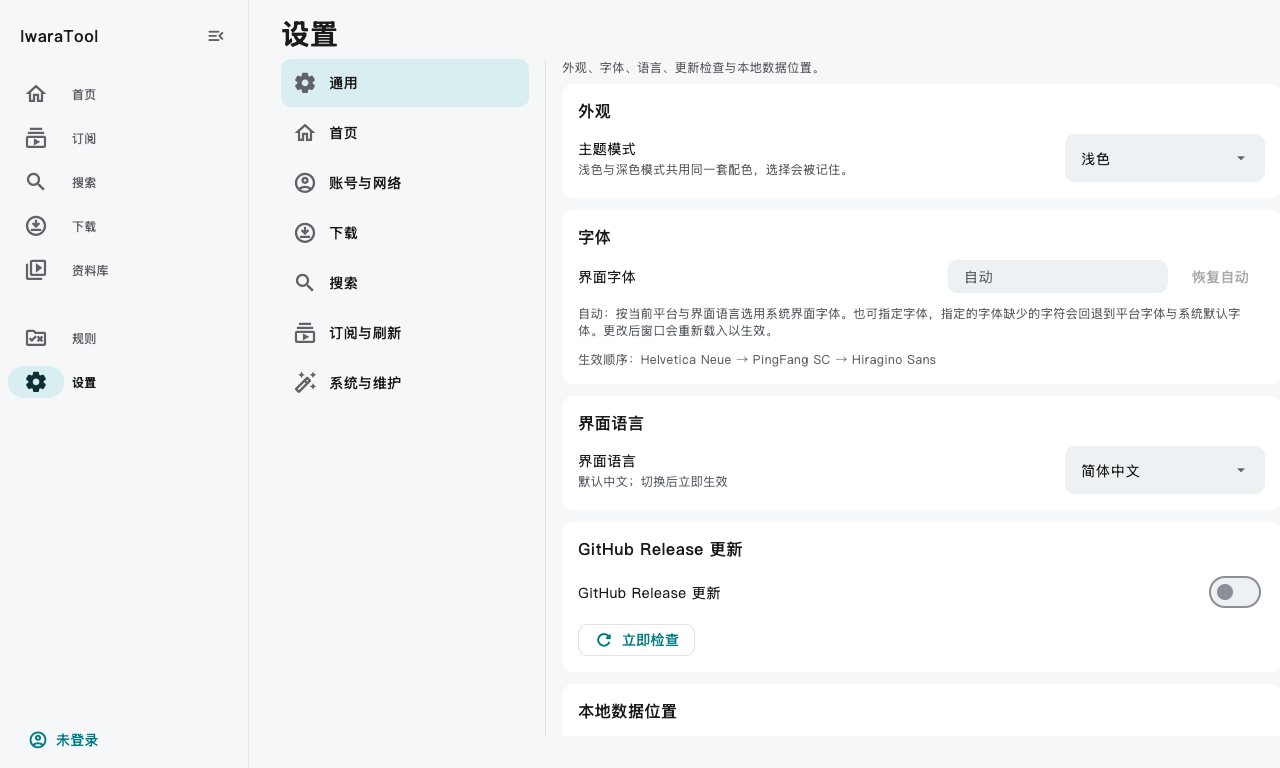 IwaraTool
首页
订阅
搜索
下载
资料库
规则
设置
未登录
设置
通用
首页
账号与网络
下载
搜索
订阅与刷新
系统与维护
外观、字体、语言、更新检查与本地数据位置。
外观
主题模式
浅色与深色模式共用同一套配色，选择会被记住。
浅色
字体
界面字体
自动
恢复自动
自动：按当前平台与界面语言选用系统界面字体。也可指定字体，指定的字体缺少的字符会回退到平台字体与系统默认字
体。更改后窗口会重新载入以生效。
生效顺序：Helvetica Neue → PingFang SC → Hiragino Sans
界面语言
界面语言
默认中文；切换后立即生效
简体中文
GitHub Release 更新
GitHub Release 更新
立即检查
本地数据位置